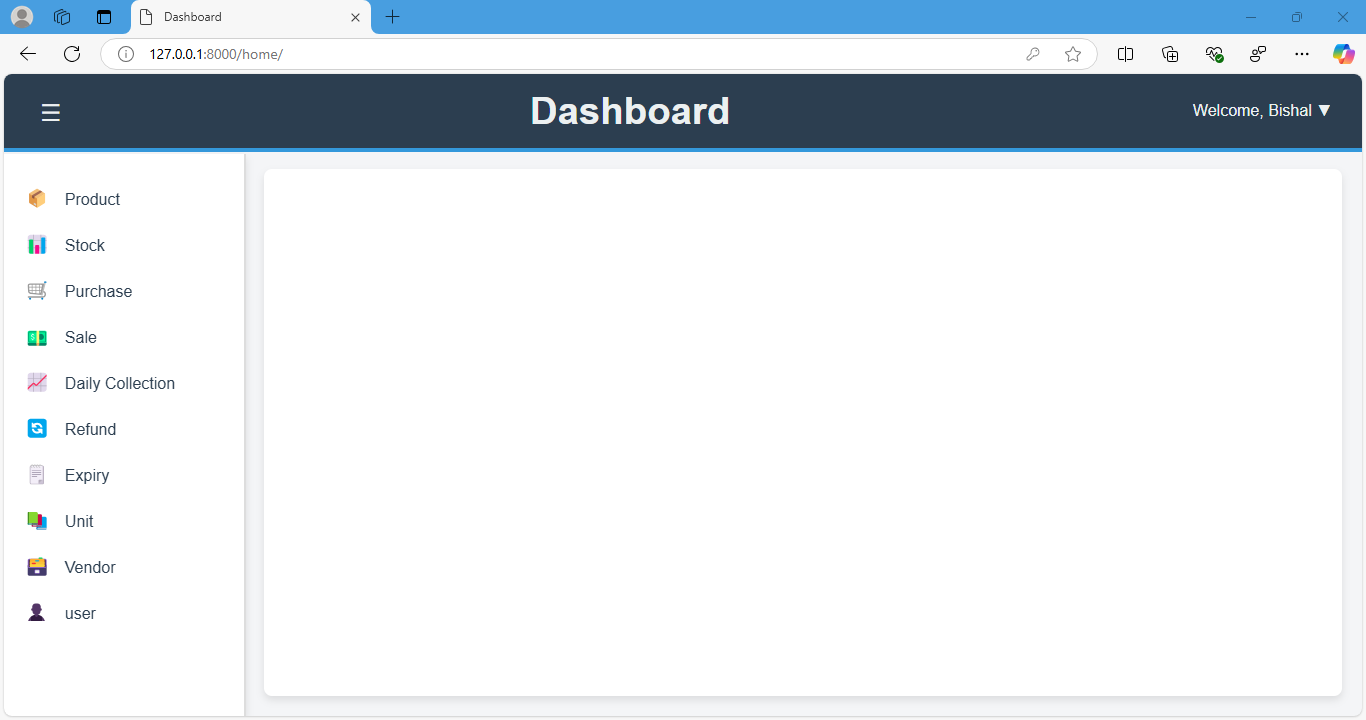 Dashboard
127.0.0.1:8000/home/
Dashboard
Welcome, Bishal ▼
Product
Stock
Purchase
Sale
Daily Collection
Refund
Expiry
Unit
Vendor
user